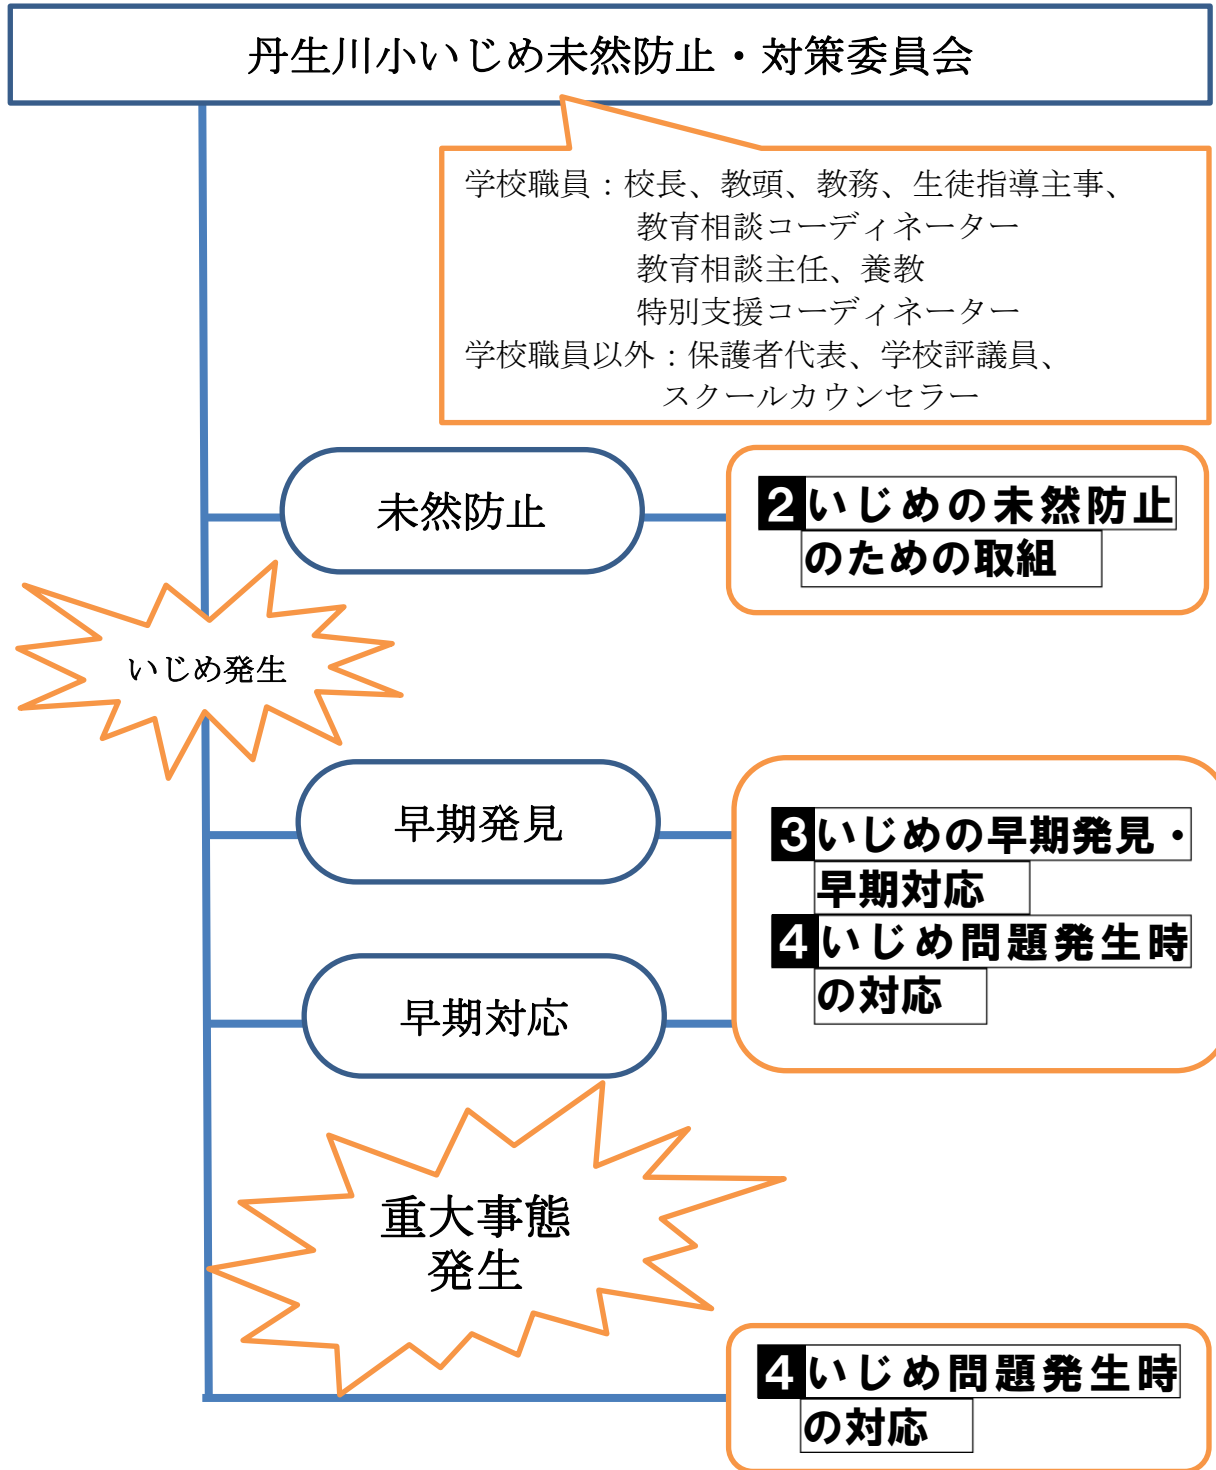 丹生川小いじめ未然防止・対策委員会
学校職員：校長、教頭、教務、生徒指導主事、
教育相談コーディネーター
教育相談主任、養教
特別支援コーディネーター
学校職員以外：保護者代表、学校評議員、
スクールカウンセラー
未然防止
2いじめの未然防止
のための取組
いじめ発生
早期発見
3いじめの早期発見・
早期対応
4いじめ問題発生時
の対応
早期対応
重大事態
発生
4いじめ問題発生時
の対応